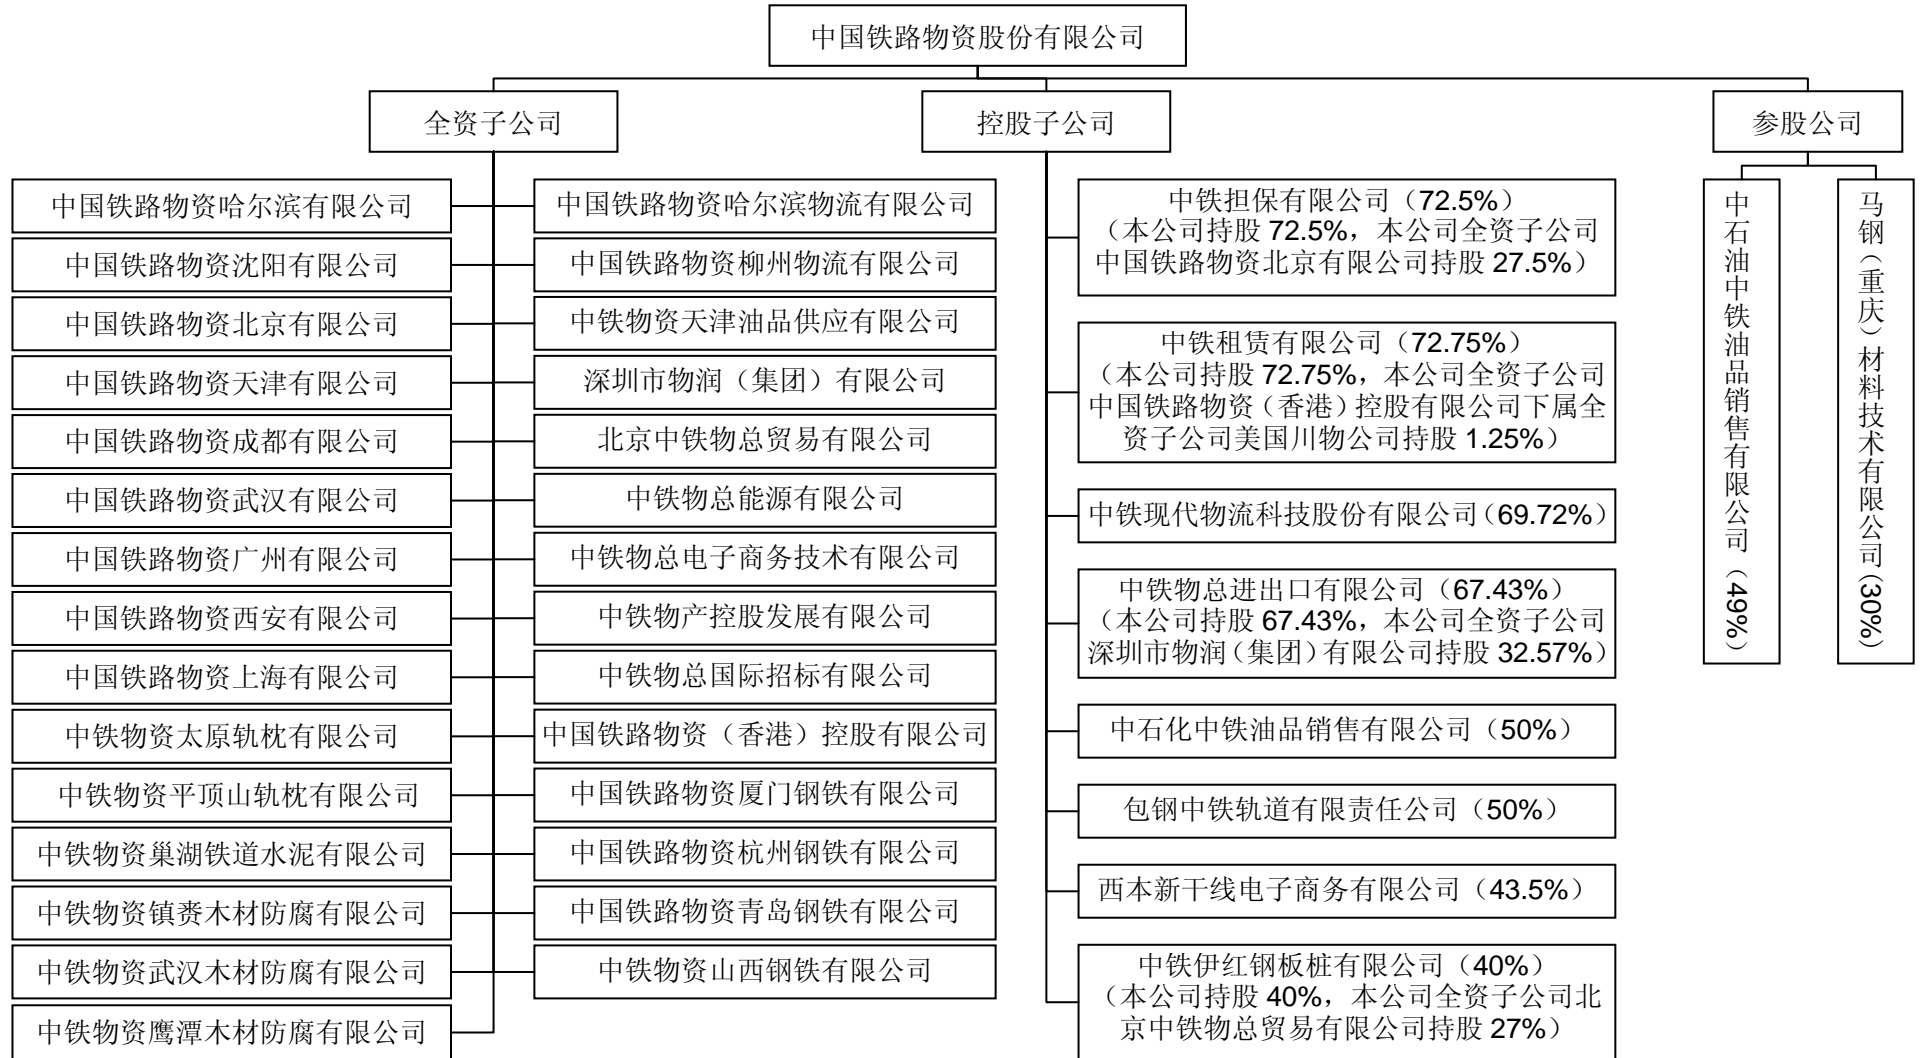 中国铁路物资股份有限公司
全资子公司
控股子公司
参股公司
中国铁路物资哈尔滨有限公司
中国铁路物资沈阳有限公司
中国铁路物资北京有限公司
中国铁路物资天津有限公司
中国铁路物资成都有限公司
中国铁路物资武汉有限公司
中国铁路物资广州有限公司
中国铁路物资西安有限公司
中国铁路物资上海有限公司
中铁物资太原轨枕有限公司
中铁物资平顶山轨枕有限公司
中铁物资巢湖铁道水泥有限公司
中铁物资镇赉木材防腐有限公司
中铁物资武汉木材防腐有限公司
中铁物资鹰潭木材防腐有限公司
中国铁路物资哈尔滨物流有限公司
中国铁路物资柳州物流有限公司
中铁物资天津油品供应有限公司
深圳市物润（集团）有限公司
北京中铁物总贸易有限公司
中铁物总能源有限公司
中铁物总电子商务技术有限公司
中铁物产控股发展有限公司
中铁物总国际招标有限公司
中国铁路物资（香港）控股有限公司
中国铁路物资厦门钢铁有限公司
中国铁路物资杭州钢铁有限公司
中国铁路物资青岛钢铁有限公司
中铁物资山西钢铁有限公司
中铁担保有限公司（72.5%）
（本公司持股 72.5%，本公司全资子公司
中国铁路物资北京有限公司持股 27.5%）
中铁租赁有限公司（72.75%）
（本公司持股 72.75%，本公司全资子公司
中国铁路物资（香港）控股有限公司下属全
资子公司美国川物公司持股 1.25%）
中铁现代物流科技股份有限公司（69.72%）
中铁物总进出口有限公司（67.43%）
（本公司持股 67.43%，本公司全资子公司
深圳市物润（集团）有限公司持股 32.57%）
中石化中铁油品销售有限公司（50%）
包钢中铁轨道有限责任公司（50%）
西本新干线电子商务有限公司（43.5%）
中铁伊红钢板桩有限公司（40%）
（本公司持股 40%，本公司全资子公司北
京中铁物总贸易有限公司持股 27%）
中石油中铁油品销售有限公司（49%）
马钢（重庆）材料技术有限公司(30%)